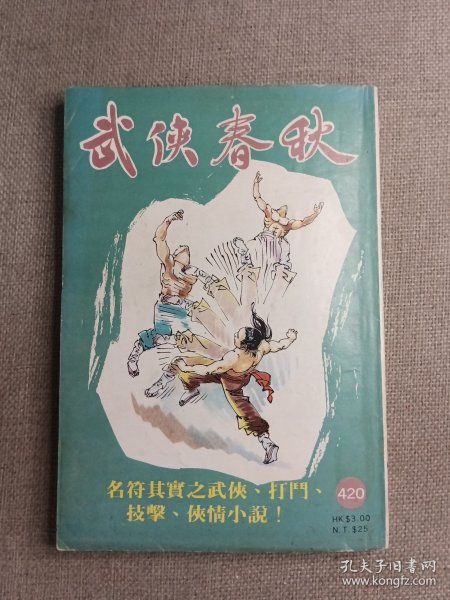 武俠春秋
名符其實之武俠、打鬥、
技擊、俠情小說！
420
HK$3.00
N.T.$25
孔夫子旧书网
www.kongfz.com